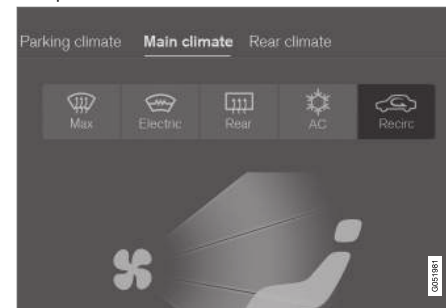 Parking climate Main climate Rear climate
Max Electric Rear AC Recirc
G051981